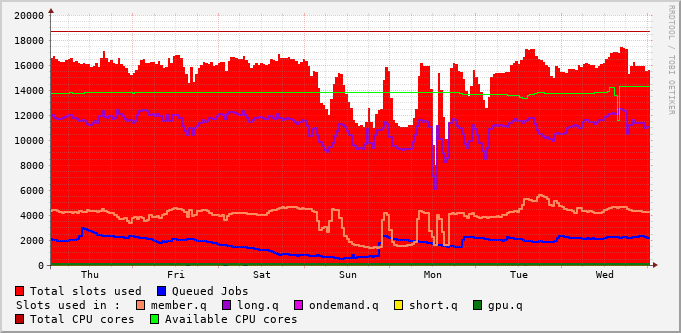 20000
18000
16000
14000
12000
10000
8000
6000
4000
2000
0
Thu Fri Sat Sun Mon Tue Wed
RRDTOOL / TOBI OETIKER
Total slots used Queued Jobs
Slots used in : member.q long.q ondemand.q short.q gpu.q
Total CPU cores Available CPU cores